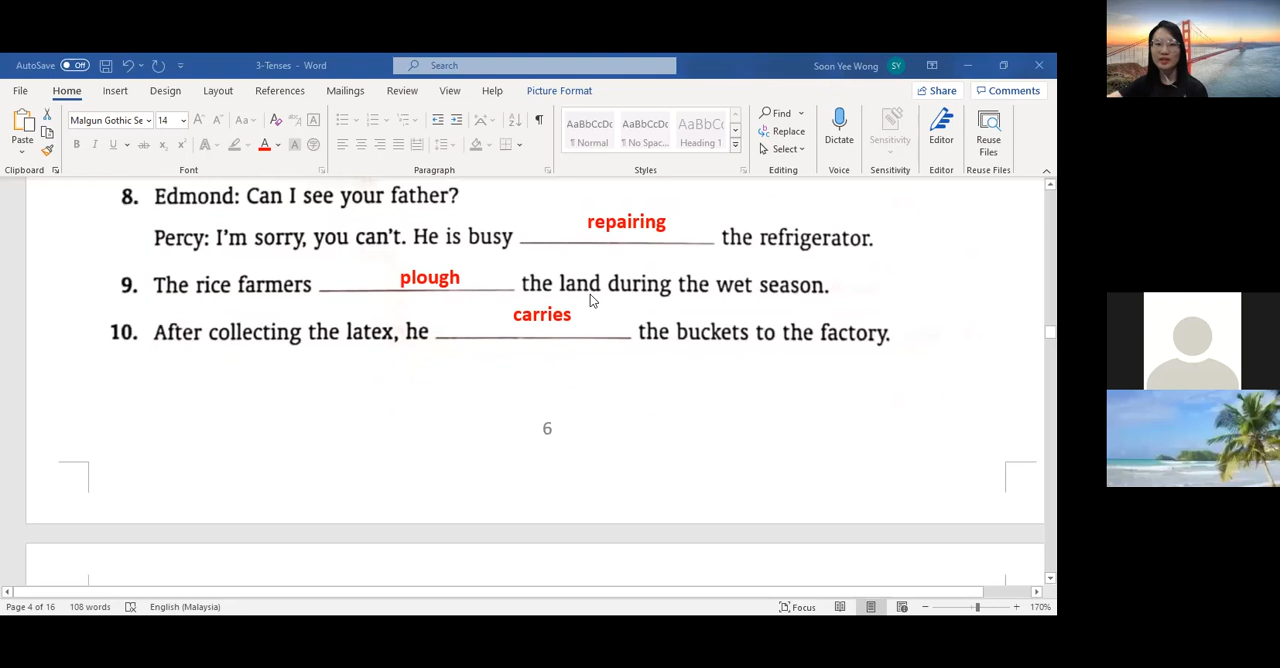 AutoSave Off 3-Tenses - Word Search Soon Yee Wong SY
File Home Insert Design Layout References Mailings Review View Help Picture Format Share Comments
Paste
Clipboard
Malgun Gothic Se 14
Font
Paragraph
AaBbCcDc AaBbCcDc AaBbCc
¶ Normal ¶ No Spac... Heading 1
Styles
Find
Replace
Select
Editing
Dictate
Voice
Sensitivity
Sensitivity
Editor
Editor
Reuse Files
Reuse Files
8. Edmond: Can I see your father?
repairing
Percy: I'm sorry, you can't. He is busy the refrigerator.
9. The rice farmers plough the land during the wet season.
carries
10. After collecting the latex, he the buckets to the factory.
6
Page 4 of 16 108 words English (Malaysia) Focus 170%